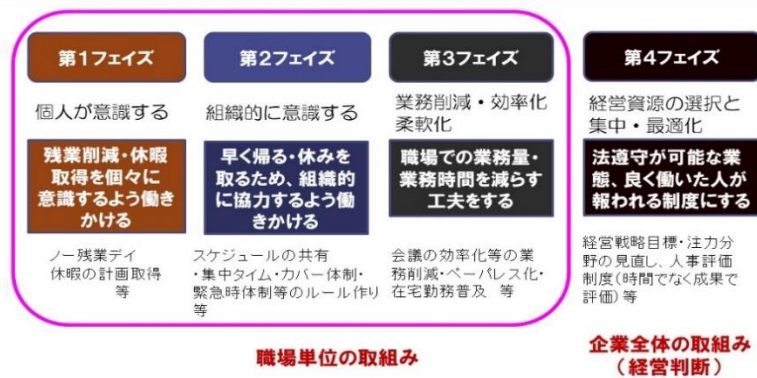 第1フェイズ
個人が意識する
残業削減・休暇
取得を個々に
意識するよう働き
かける
ノー残業デイ
休暇の計画取得
等
第2フェイズ
組織的に意識する
早く帰る・休みを
取るため、組織的
に協力するよう働
きかける
スケジュールの共有
・集中タイム・カバー体制・
緊急時体制等のルール作り
等
第3フェイズ
業務削減・効率化
柔軟化
職場での業務量・
業務時間を減らす
工夫をする
会議の効率化等の業
務削減・ペーパレス化・
在宅勤務普及 等
職場単位の取組み
第4フェイズ
経営資源の選択と
集中・最適化
法遵守が可能な業
態、良く働いた人が
報われる制度にする
経営戦略目標・注力分
野の見直し、人事評価
制度(時間でなく成果で
評価)等
企業全体の取組み
(経営判断)